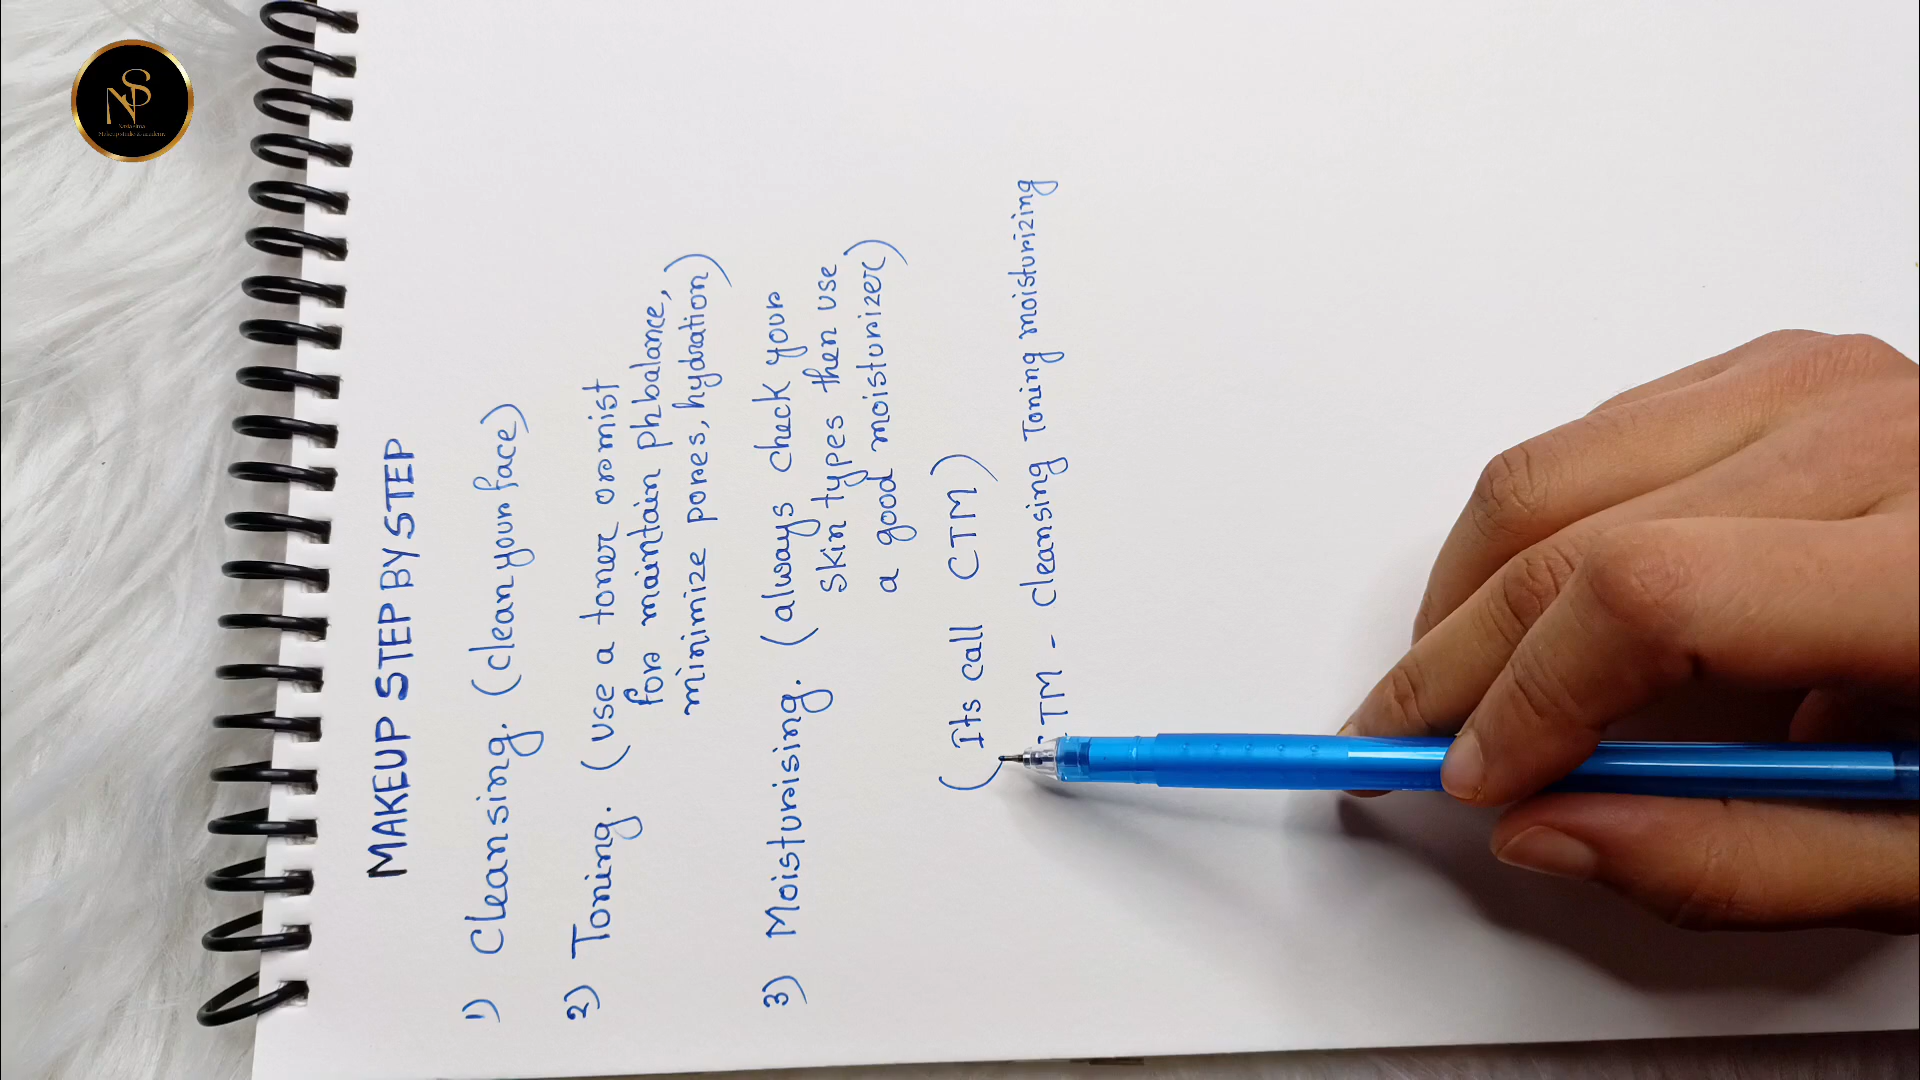 MAKEUP STEP BY STEP
1) Cleansing. (clean your face)
2) Toning. (use a toner or mist
for maintain phbalance,
minimize pores, hydration)
3) Moisturising. (always check your
skin types then use
a good moisturizer)
(Its call CTM)
TM - Cleansing Toning moisturizing
NS